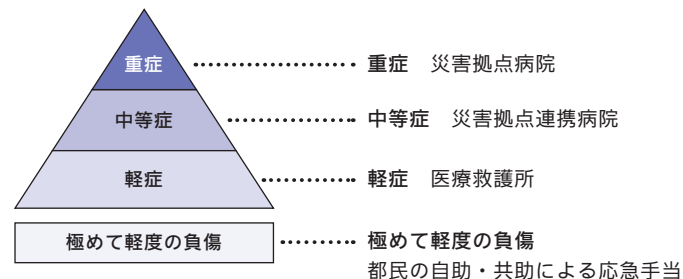 重症
重症 災害拠点病院
中等症
中等症 災害拠点連携病院
軽症
軽症 医療救護所
極めて軽度の負傷
極めて軽度の負傷
都民の自助・共助による応急手当